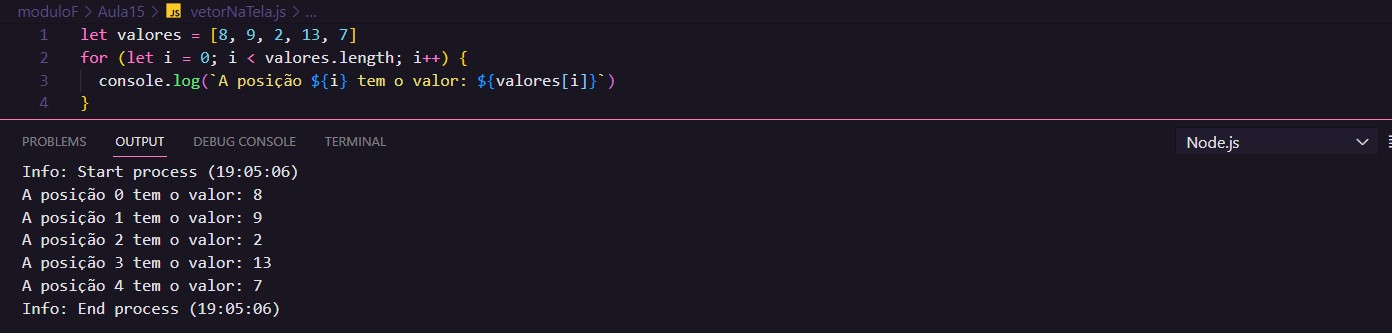 moduloF > Aula15 > JS vetorNaTela.js > ...
1 let valores = [8, 9, 2, 13, 7]
2 for (let i = 0; i < valores.length; i++) {
3 console.log(`A posição ${i} tem o valor: ${valores[i]}`)
4 }
PROBLEMS OUTPUT DEBUG CONSOLE TERMINAL Node.js
Info: Start process (19:05:06)
A posição 0 tem o valor: 8
A posição 1 tem o valor: 9
A posição 2 tem o valor: 2
A posição 3 tem o valor: 13
A posição 4 tem o valor: 7
Info: End process (19:05:06)